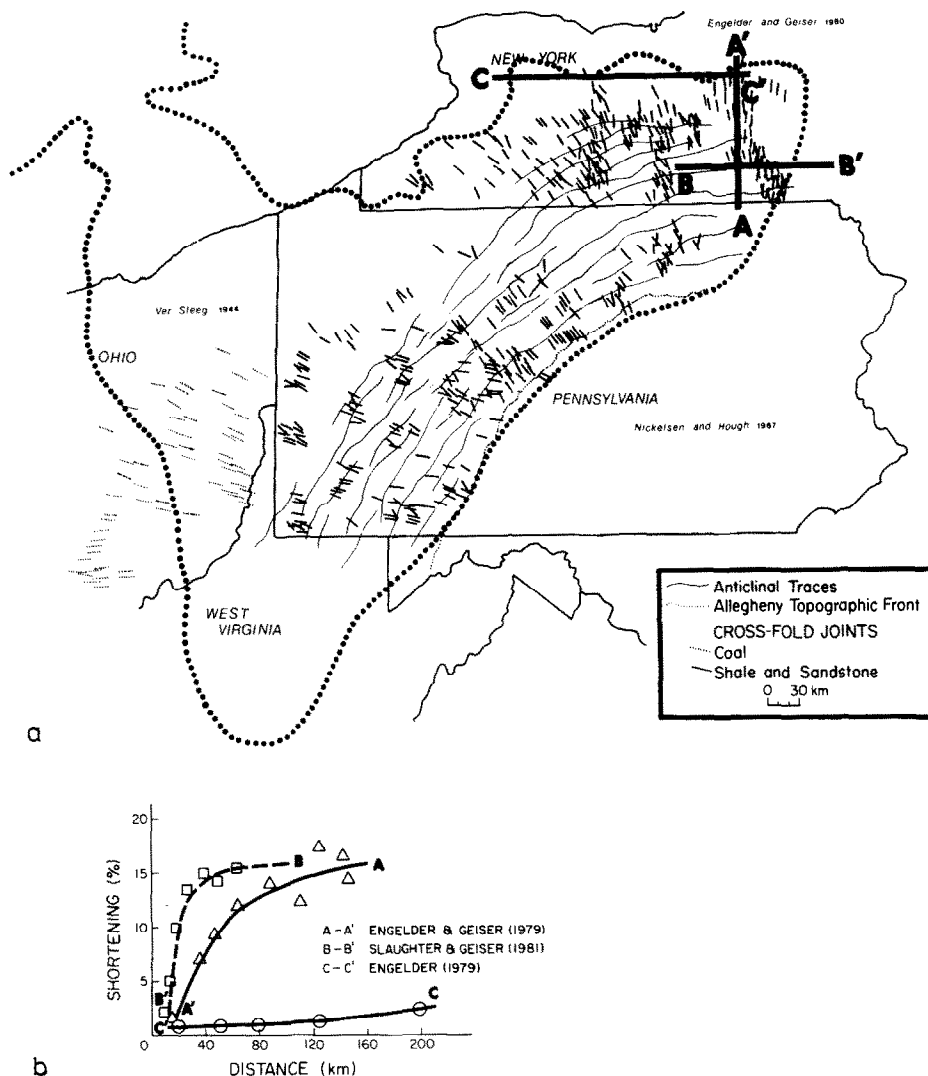 Engelder and Geiser 1980
A'
NEW YORK
C
C'
B
B'
A
Ver Steeg 1944
OHIO
PENNSYLVANIA
Nickelsen and Hough 1967
WEST
VIRGINIA
Anticlinal Traces
Allegheny Topographic Front
CROSS-FOLD JOINTS
Coal
Shale and Sandstone
0 30 km
a
20
15
10
5
SHORTENING (%)
B
A
A-A' ENGELDER & GEISER (1979)
B-B' SLAUGHTER & GEISER (1981)
C-C' ENGELDER (1979)
B'
A'
C'
C
0 40 80 120 160 200
DISTANCE (km)
b